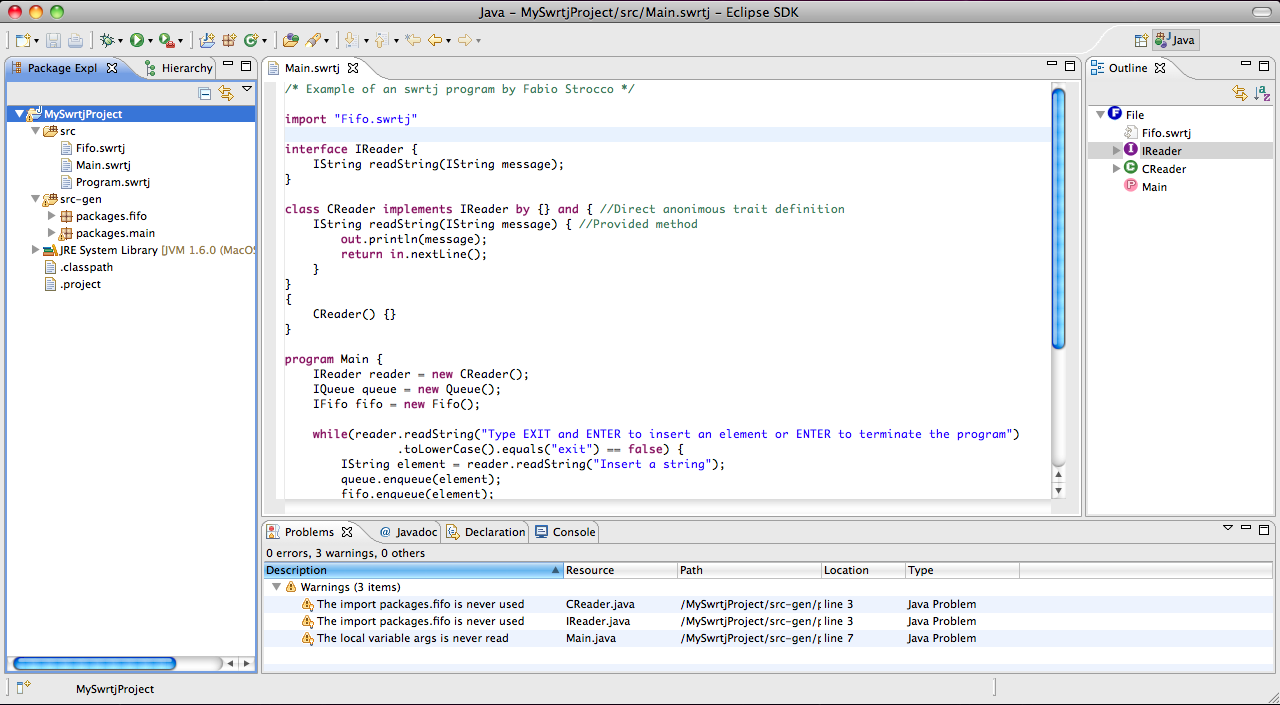 Java – MySwrtjProject/src/Main.swrtj – Eclipse SDK
Java
Package Expl
Hierarchy
MySwrtjProject
src
Fifo.swrtj
Main.swrtj
Program.swrtj
src-gen
packages.fifo
packages.main
JRE System Library [JVM 1.6.0 (MacOS
.classpath
.project
Main.swrtj
/* Example of an swrtj program by Fabio Strocco */
import "Fifo.swrtj"
interface IReader {
IString readString(IString message);
}
class CReader implements IReader by {} and { //Direct anonimous trait definition
IString readString(IString message) { //Provided method
out.println(message);
return in.nextLine();
}
}
{
CReader() {}
}
program Main {
IReader reader = new CReader();
IQueue queue = new Queue();
IFifo fifo = new Fifo();
while(reader.readString("Type EXIT and ENTER to insert an element or ENTER to terminate the program")
.toLowerCase().equals("exit") == false) {
IString element = reader.readString("Insert a string");
queue.enqueue(element);
fifo.enqueue(element);
Outline
File
Fifo.swrtj
IReader
CReader
Main
Problems
@ Javadoc
Declaration
Console
0 errors, 3 warnings, 0 others
Description Resource Path Location Type
Warnings (3 items)
The import packages.fifo is never used CReader.java /MySwrtjProject/src-gen/p line 3 Java Problem
The import packages.fifo is never used IReader.java /MySwrtjProject/src-gen/p line 3 Java Problem
The local variable args is never read Main.java /MySwrtjProject/src-gen/p line 7 Java Problem
MySwrtjProject